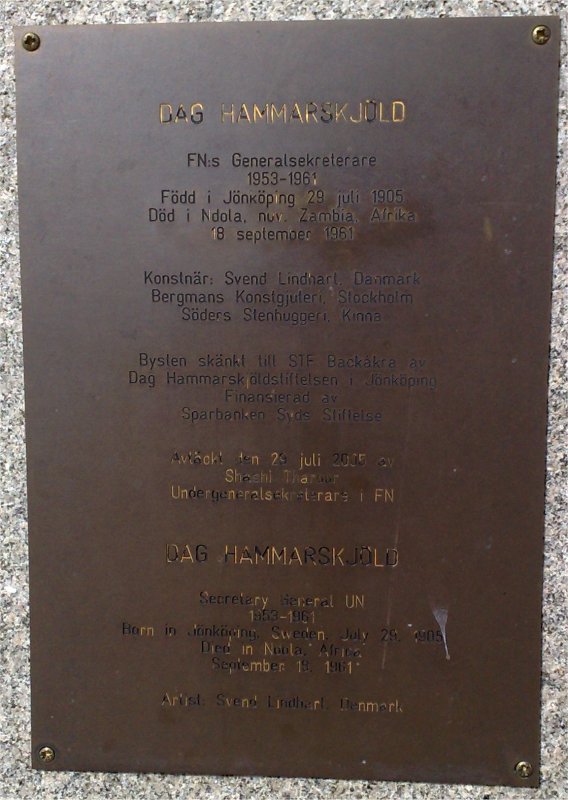 DAG HAMMARSKJÖLD
FN:s Generalsekreterare
1953-1961
Född i Jönköping 29 juli 1905
Död i Ndola, nuv. Zambia, Afrika
18 september 1961
Konstnär: Svend Lindhart, Danmark
Bergmans Konstgjuteri, Stockholm
Söders Stenhuggeri, Kinna
Bysten skänkt till STF Backåkra av
Dag Hammarskjöldstiftelsen i Jönköping
Finansierad av
Sparbanken Syds Stiftelse
Avtäckt den 29 juli 2005 av
Shashi Tharoor
Undergeneralsekreterare i FN
DAG HAMMARSKJÖLD
Secretary General UN
1953-1961
Born in Jönköping, Sweden, July 29, 1905
Died in Ndola, Africa
September 18, 1961
Artist: Svend Lindhart, Denmark